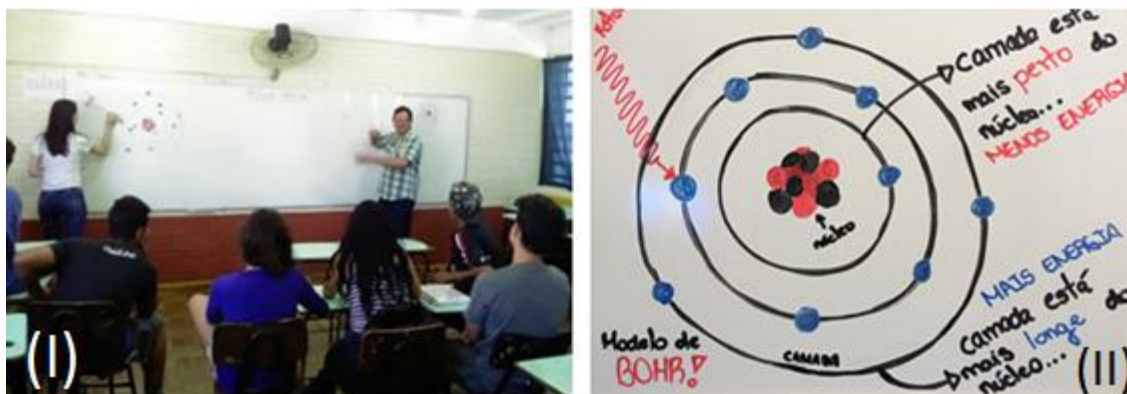 (I)
Camada está
mais perto do
núcleo...
MENOS ENERGIA
núcleo
MAIS ENERGIA
camada está
mais longe do
núcleo...
CAMADA
Modelo de
BOHR!
(II)